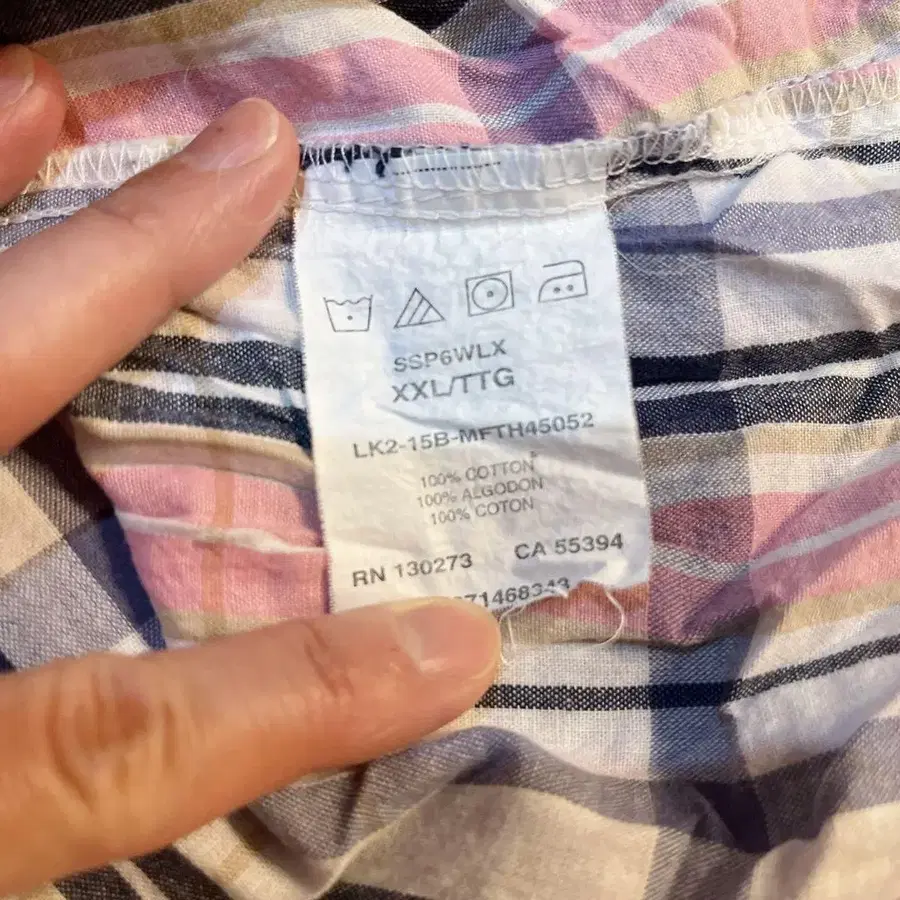 SSP6WLX
XXL/TTG
LK2-15B-MFTH45052
100% COTTON
100% ALGODON
100% COTON
RN 130273 CA 55394